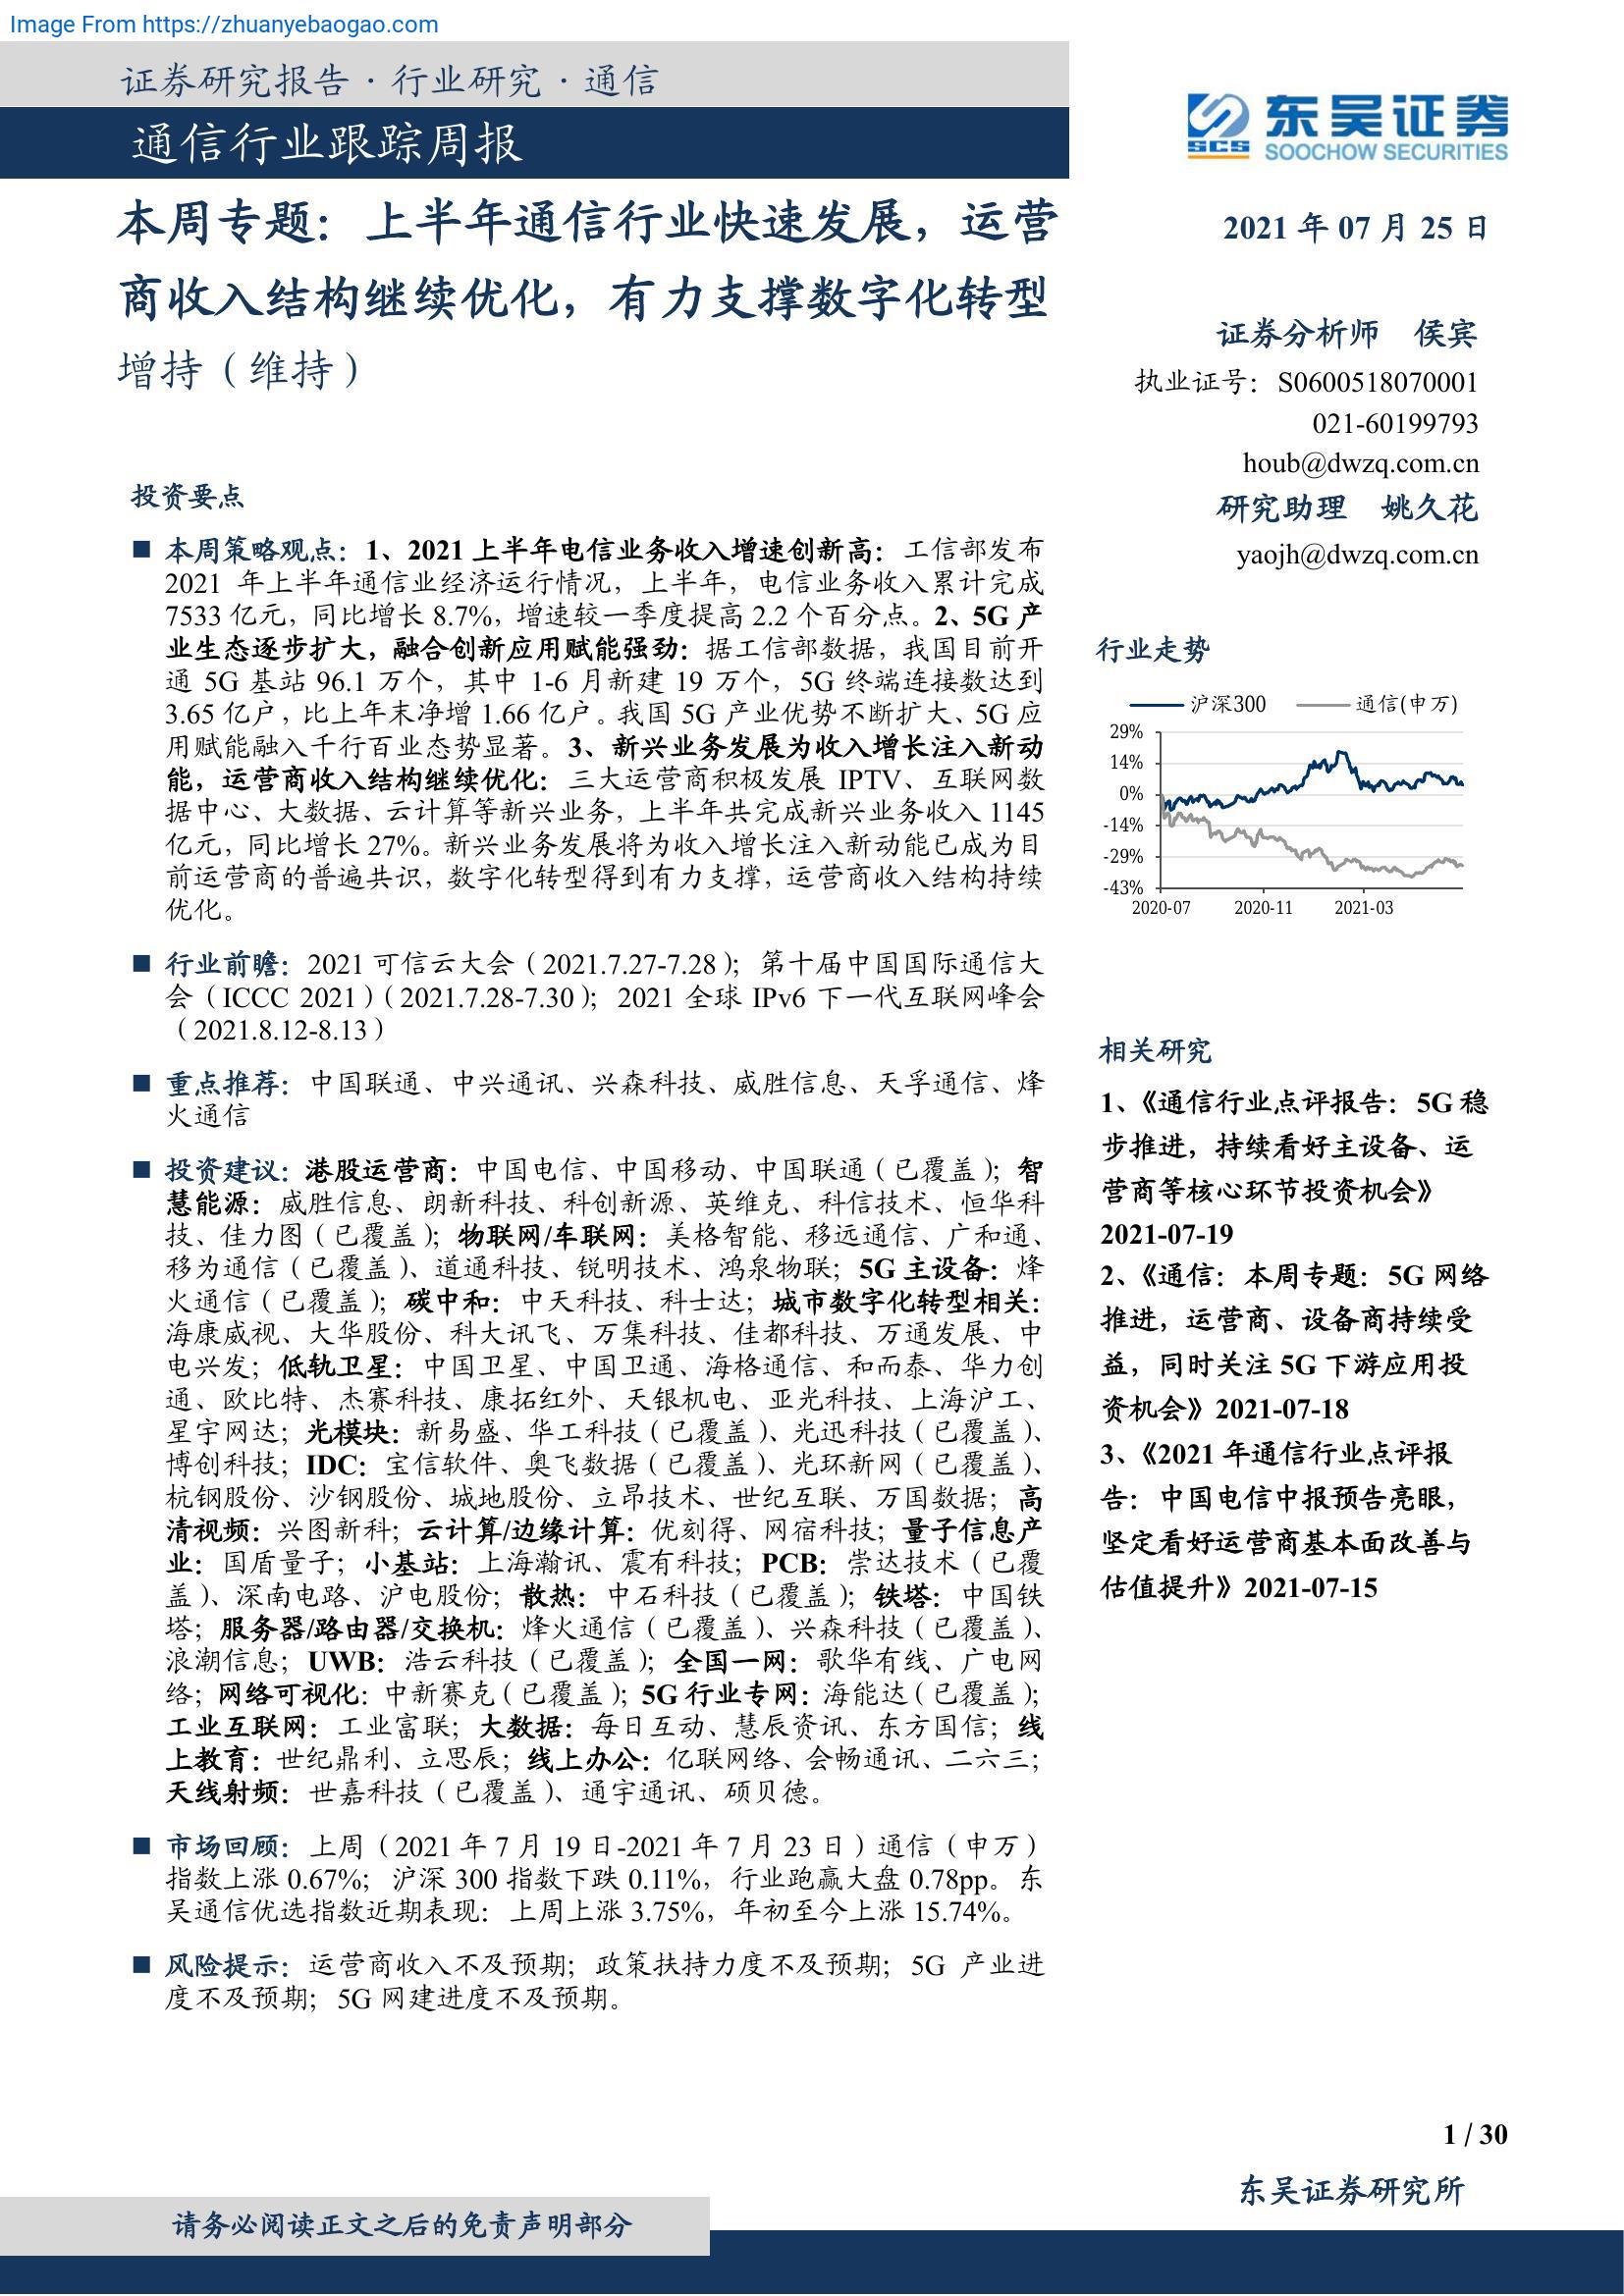 Image From https://zhuanyebaogao.com
证券研究报告·行业研究·通信
通信行业跟踪周报
东吴证券
SCS
SOOCHOW SECURITIES
本周专题：上半年通信行业快速发展，运营
商收入结构继续优化，有力支撑数字化转型
增持（维持）
2021 年 07 月 25 日
证券分析师 侯宾
执业证号：S0600518070001
021-60199793
houb@dwzq.com.cn
研究助理 姚久花
yaojh@dwzq.com.cn
投资要点
■ 本周策略观点：1、2021 上半年电信业务收入增速创新高：工信部发布
2021 年上半年通信业经济运行情况，上半年，电信业务收入累计完成
7533 亿元，同比增长 8.7%，增速较一季度提高 2.2 个百分点。2、5G 产
业生态逐步扩大，融合创新应用赋能强劲：据工信部数据，我国目前开
通 5G 基站 96.1 万个，其中 1-6 月新建 19 万个，5G 终端连接数达到
3.65 亿户，比上年末净增 1.66 亿户。我国 5G 产业优势不断扩大、5G 应
用赋能融入千行百业态势显著。3、新兴业务发展为收入增长注入新动
能，运营商收入结构继续优化：三大运营商积极发展 IPTV、互联网数
据中心、大数据、云计算等新兴业务，上半年共完成新兴业务收入 1145
亿元，同比增长 27%。新兴业务发展将为收入增长注入新动能已成为目
前运营商的普遍共识，数字化转型得到有力支撑，运营商收入结构持续
优化。
■ 行业前瞻：2021 可信云大会（2021.7.27-7.28）；第十届中国国际通信大
会（ICCC 2021）（2021.7.28-7.30）；2021 全球 IPv6 下一代互联网峰会
（2021.8.12-8.13）
■ 重点推荐：中国联通、中兴通讯、兴森科技、威胜信息、天孚通信、烽
火通信
■ 投资建议：港股运营商：中国电信、中国移动、中国联通（已覆盖）；智
慧能源：威胜信息、朗新科技、科创新源、英维克、科信技术、恒华科
技、佳力图（已覆盖）；物联网/车联网：美格智能、移远通信、广和通、
移为通信（已覆盖）、道通科技、锐明技术、鸿泉物联；5G 主设备：烽
火通信（已覆盖）；碳中和：中天科技、科士达；城市数字化转型相关：
海康威视、大华股份、科大讯飞、万集科技、佳都科技、万通发展、中
电兴发；低轨卫星：中国卫星、中国卫通、海格通信、和而泰、华力创
通、欧比特、杰赛科技、康拓红外、天银机电、亚光科技、上海沪工、
星宇网达；光模块：新易盛、华工科技（已覆盖）、光迅科技（已覆盖）、
博创科技；IDC：宝信软件、奥飞数据（已覆盖）、光环新网（已覆盖）、
杭钢股份、沙钢股份、城地股份、立昂技术、世纪互联、万国数据；高
清视频：兴图新科；云计算/边缘计算：优刻得、网宿科技；量子信息产
业：国盾量子；小基站：上海瀚讯、震有科技；PCB：崇达技术（已覆
盖）、深南电路、沪电股份；散热：中石科技（已覆盖）；铁塔：中国铁
塔；服务器/路由器/交换机：烽火通信（已覆盖）、兴森科技（已覆盖）、
浪潮信息；UWB：浩云科技（已覆盖）；全国一网：歌华有线、广电网
络；网络可视化：中新赛克（已覆盖）；5G 行业专网：海能达（已覆盖）；
工业互联网：工业富联；大数据：每日互动、慧辰资讯、东方国信；线
上教育：世纪鼎利、立思辰；线上办公：亿联网络、会畅通讯、二六三；
天线射频：世嘉科技（已覆盖）、通宇通讯、硕贝德。
■ 市场回顾：上周（2021 年 7 月 19 日-2021 年 7 月 23 日）通信（申万）
指数上涨 0.67%；沪深 300 指数下跌 0.11%，行业跑赢大盘 0.78pp。东
吴通信优选指数近期表现：上周上涨 3.75%，年初至今上涨 15.74%。
■ 风险提示：运营商收入不及预期；政策扶持力度不及预期；5G 产业进
度不及预期；5G 网建进度不及预期。
行业走势
沪深300 通信(申万)
29%
14%
0%
-14%
-29%
-43%
2020-07 2020-11 2021-03
相关研究
1、《通信行业点评报告：5G 稳
步推进，持续看好主设备、运
营商等核心环节投资机会》
2021-07-19
2、《通信：本周专题：5G 网络
推进，运营商、设备商持续受
益，同时关注 5G 下游应用投
资机会》2021-07-18
3、《2021 年通信行业点评报
告：中国电信中报预告亮眼，
坚定看好运营商基本面改善与
估值提升》2021-07-15
1 / 30
东吴证券研究所
请务必阅读正文之后的免责声明部分